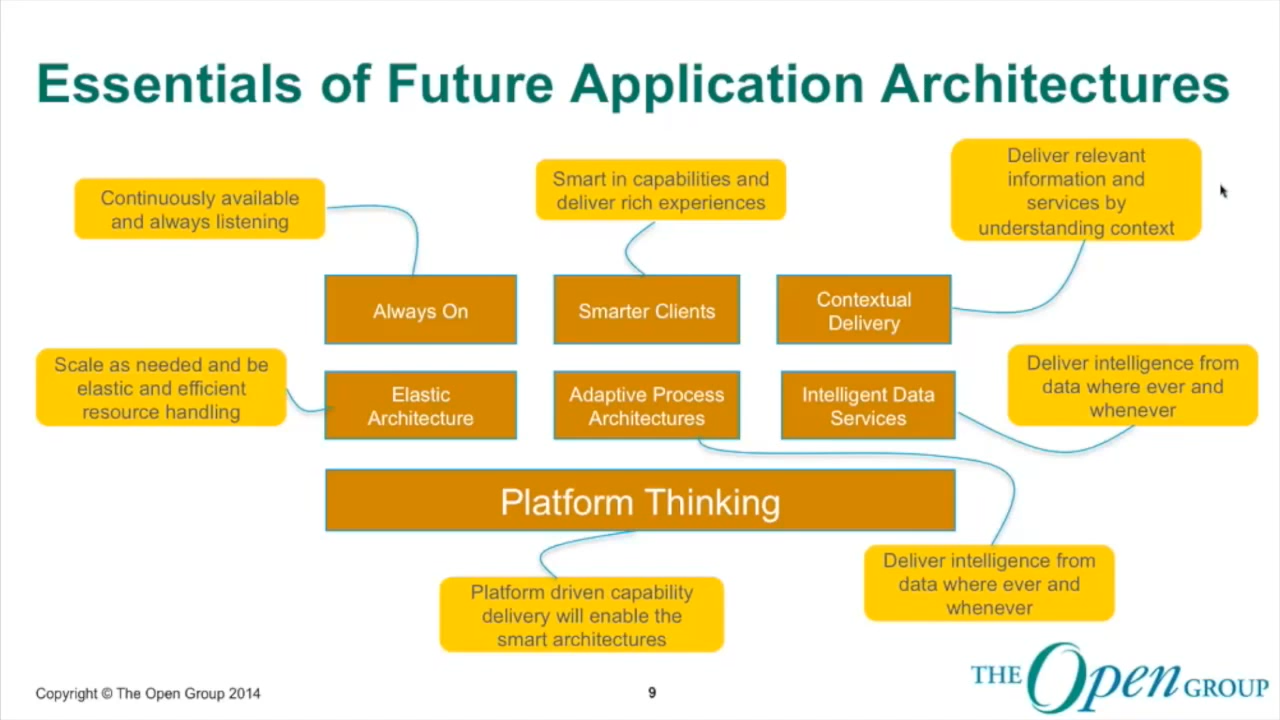 Essentials of Future Application Architectures
Continuously available
and always listening
Smart in capabilities and
deliver rich experiences
Deliver relevant
information and
services by
understanding context
Always On
Smarter Clients
Contextual
Delivery
Scale as needed and be
elastic and efficient
resource handling
Elastic
Architecture
Adaptive Process
Architectures
Intelligent Data
Services
Deliver intelligence from
data where ever and
whenever
Platform Thinking
Platform driven capability
delivery will enable the
smart architectures
Deliver intelligence from
data where ever and
whenever
Copyright © The Open Group 2014
9
THE Open GROUP